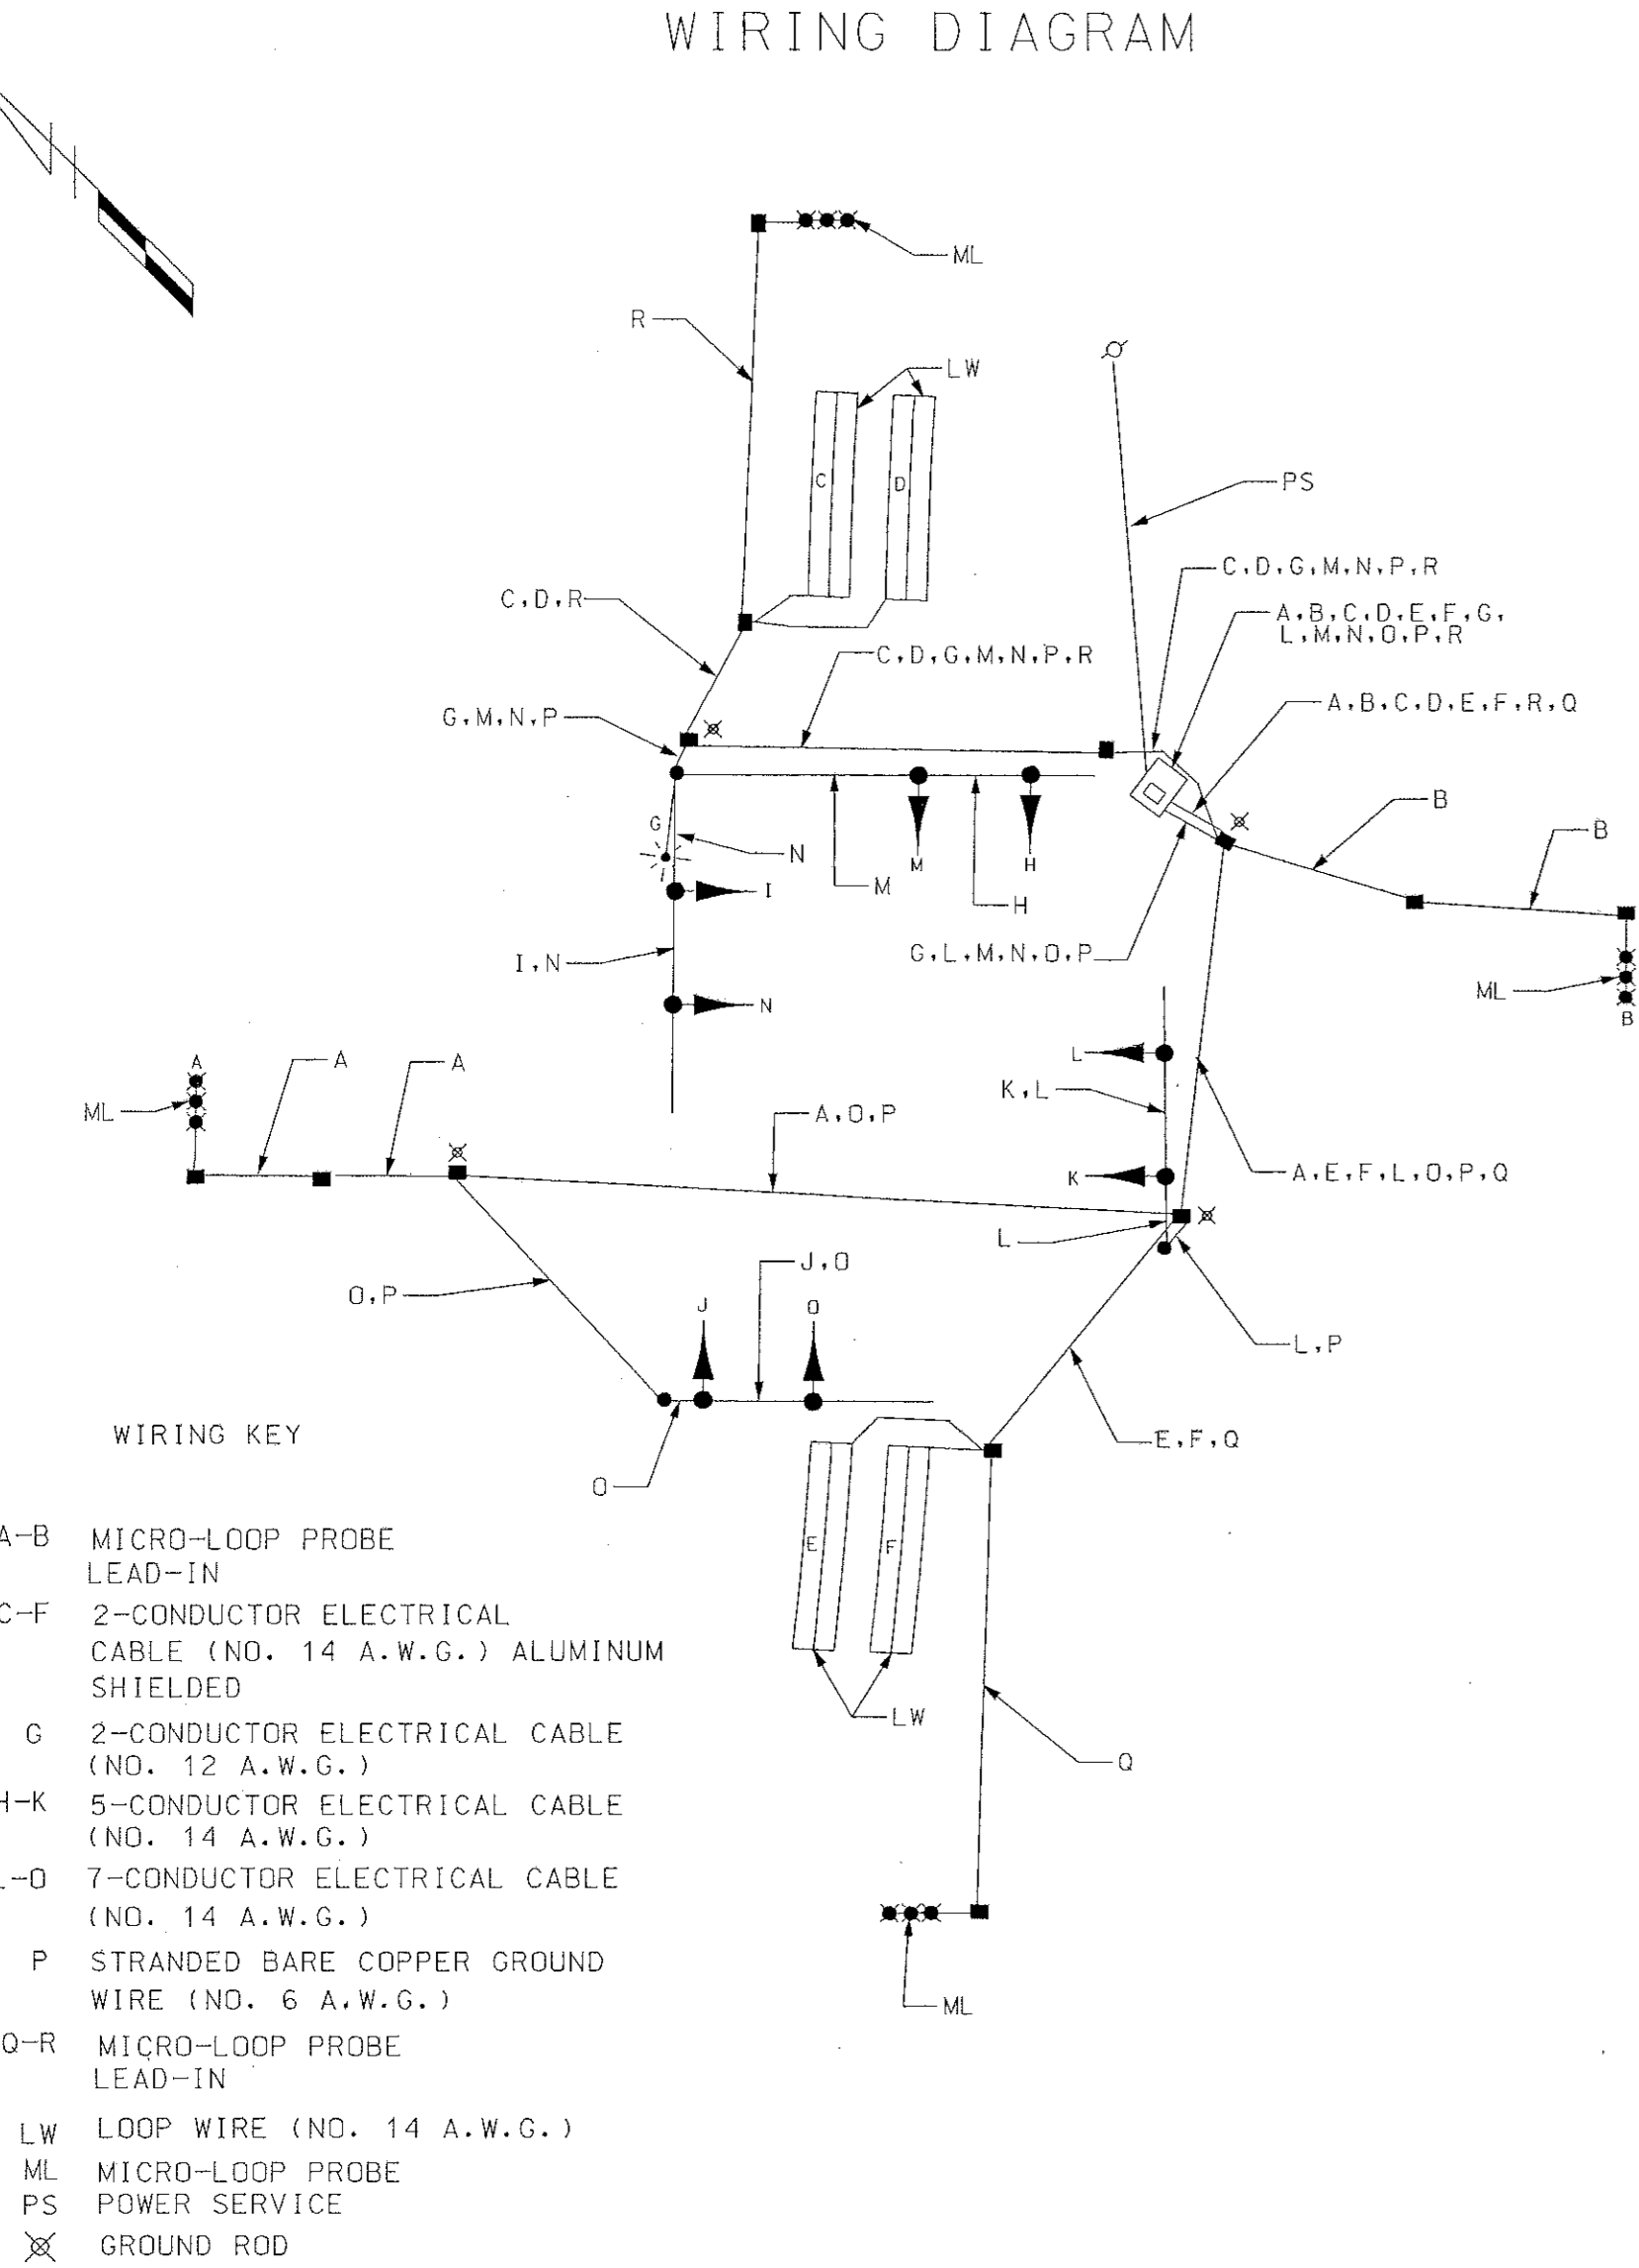 WIRING DIAGRAM
ML
R
LW
C
D
PS
C,D,G,M,N,P,R
C,D,R
A,B,C,D,E,F,G,
L,M,N,O,P,R
C,D,G,M,N,P,R
A,B,C,D,E,F,R,Q
G,M,N,P
B
B
G
N
M
H
I
M
H
G,L,M,N,O,P
I,N
N
ML
B
A
A
A
L
K,L
ML
A,O,P
K
A,E,F,L,O,P,Q
L
J,O
O,P
J
O
L,P
WIRING KEY
E,F,Q
O
E
F
LW
Q
ML
A-B MICRO-LOOP PROBE
LEAD-IN
C-F 2-CONDUCTOR ELECTRICAL
CABLE (NO. 14 A.W.G.) ALUMINUM
SHIELDED
G 2-CONDUCTOR ELECTRICAL CABLE
(NO. 12 A.W.G.)
H-K 5-CONDUCTOR ELECTRICAL CABLE
(NO. 14 A.W.G.)
L-O 7-CONDUCTOR ELECTRICAL CABLE
(NO. 14 A.W.G.)
P STRANDED BARE COPPER GROUND
WIRE (NO. 6 A.W.G.)
Q-R MICRO-LOOP PROBE
LEAD-IN
LW LOOP WIRE (NO. 14 A.W.G.)
ML MICRO-LOOP PROBE
PS POWER SERVICE
GROUND ROD